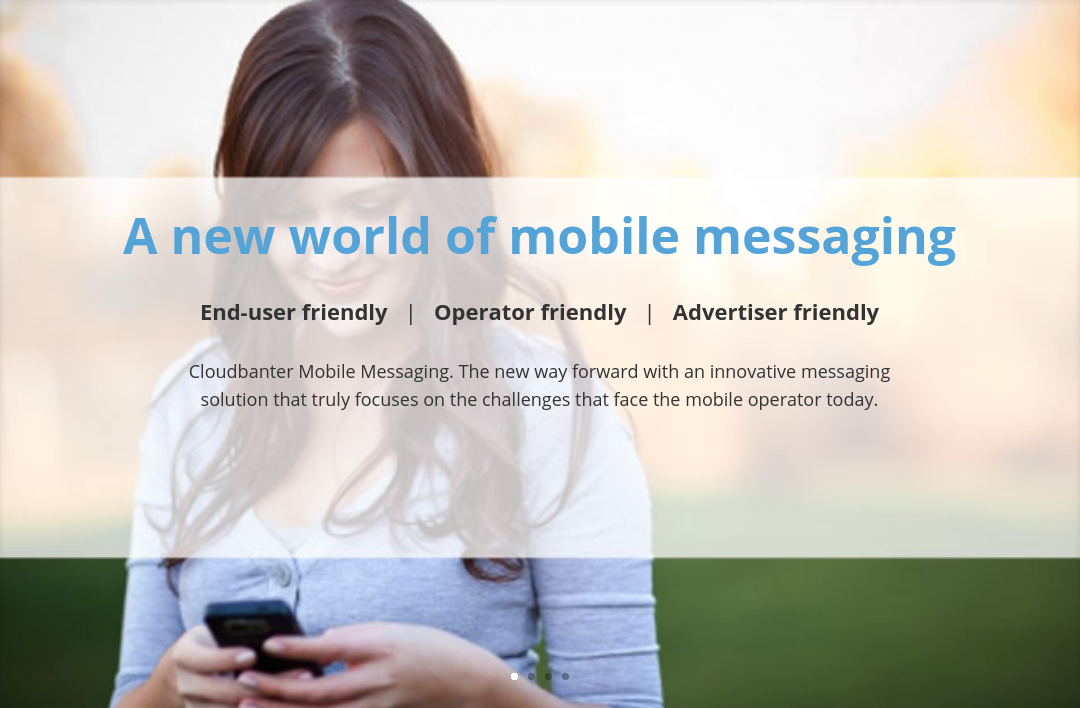 A new world of mobile messaging
End-user friendly | Operator friendly | Advertiser friendly
Cloudbanter Mobile Messaging. The new way forward with an innovative messaging
solution that truly focuses on the challenges that face the mobile operator today.